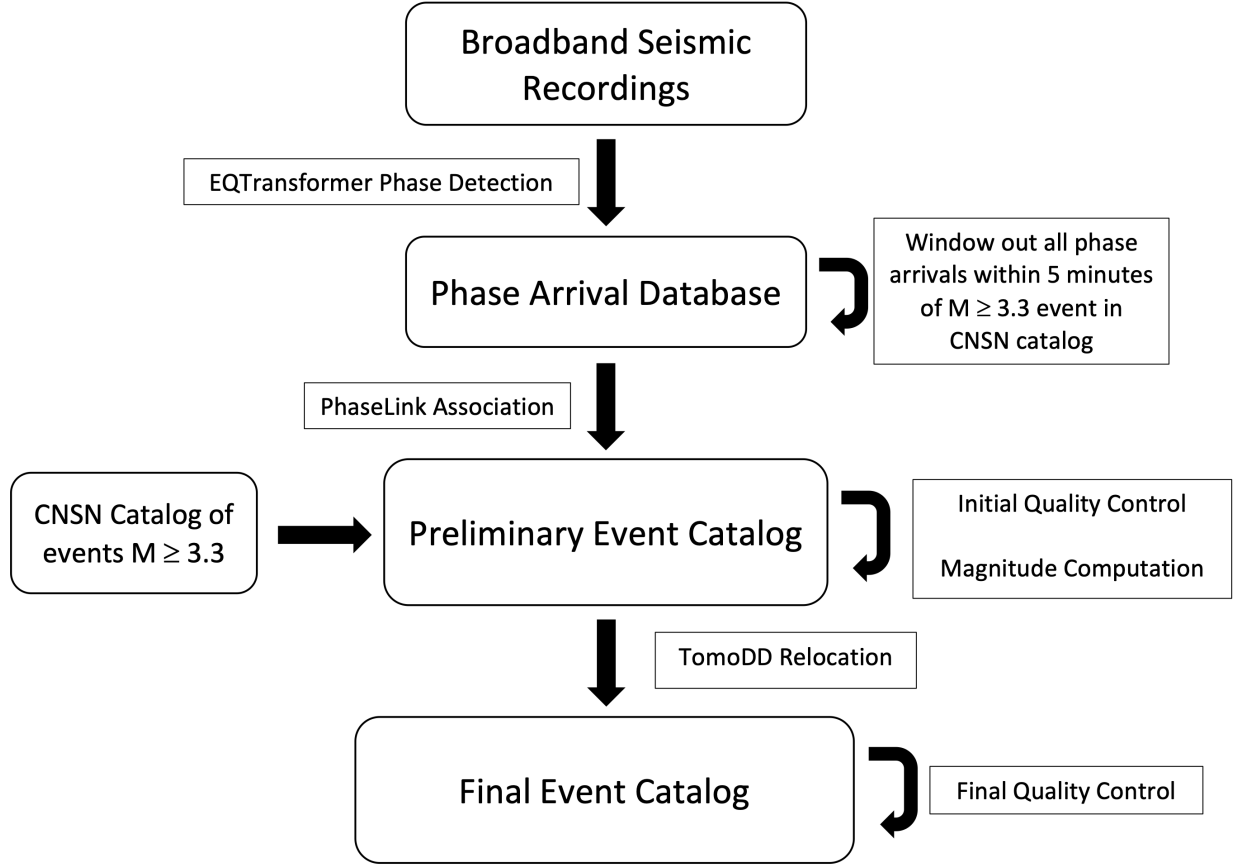 Broadband Seismic
Recordings
EQTransformer Phase Detection
Phase Arrival Database
Window out all phase
arrivals within 5 minutes
of M ≥ 3.3 event in
CNSN catalog
PhaseLink Association
CNSN Catalog of
events M ≥ 3.3
Preliminary Event Catalog
Initial Quality Control
Magnitude Computation
TomoDD Relocation
Final Event Catalog
Final Quality Control